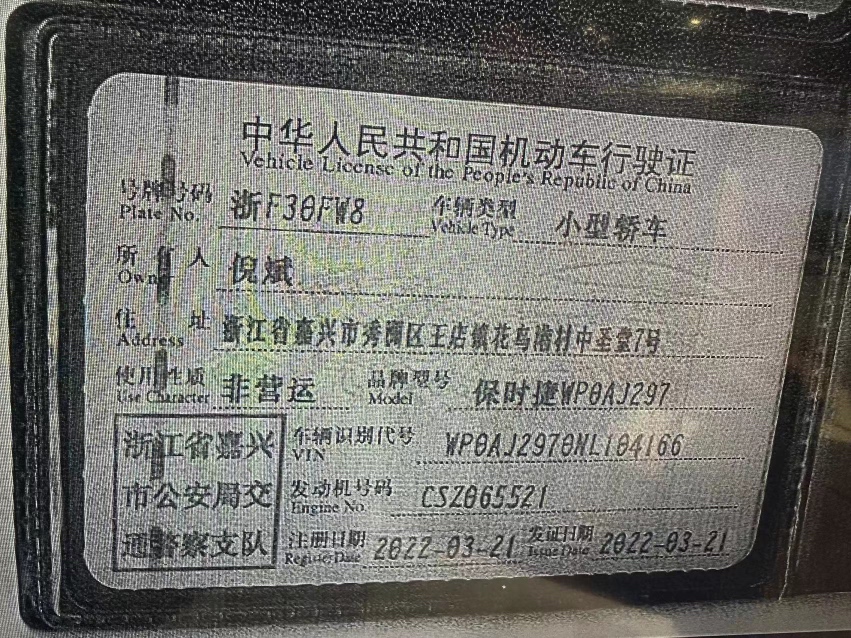 中华人民共和国机动车行驶证
Vehicle License of the People's Republic of China
号牌号码 浙F30FW8 车辆类型 小型轿车
Plate No. Vehicle Type
所有人 倪斌
Owner
住址 浙江省嘉兴市秀洲区王店镇花鸟港村中圣堂7号
Address
使用性质 非营运 品牌型号 保时捷WP0AJ297
Use Character Model
浙江省嘉兴 车辆识别代号 WP0AJ2970ML104166
VIN
市公安局交 发动机号码 CSZ065521
Engine No.
通警察支队 注册日期 2022-03-21 发证日期 2022-03-21
Register Date Issue Date